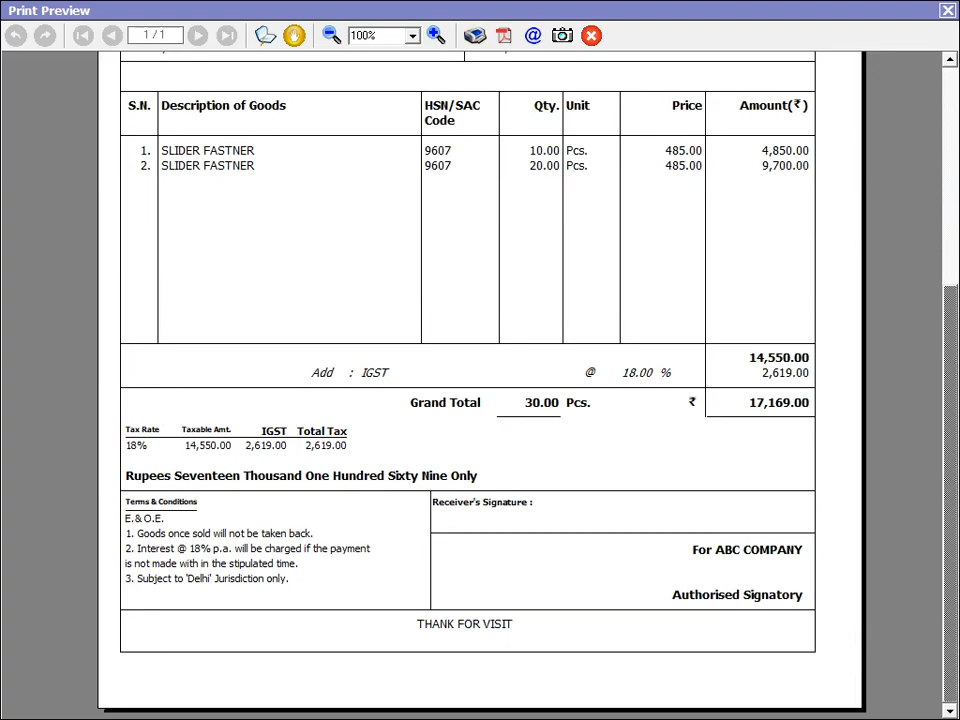 Print Preview
1 / 1
100%
S.N. Description of Goods HSN/SAC Code Qty. Unit Price Amount(₹)
1. SLIDER FASTNER 9607 10.00 Pcs. 485.00 4,850.00
2. SLIDER FASTNER 9607 20.00 Pcs. 485.00 9,700.00
14,550.00
Add : IGST @ 18.00 % 2,619.00
Grand Total 30.00 Pcs. ₹ 17,169.00
Tax Rate Taxable Amt. IGST Total Tax
18% 14,550.00 2,619.00 2,619.00
Rupees Seventeen Thousand One Hundred Sixty Nine Only
Terms & Conditions
E.& O.E.
1. Goods once sold will not be taken back.
2. Interest @ 18% p.a. will be charged if the payment
is not made with in the stipulated time.
3. Subject to 'Delhi' Jurisdiction only.
Receiver's Signature :
For ABC COMPANY
Authorised Signatory
THANK FOR VISIT